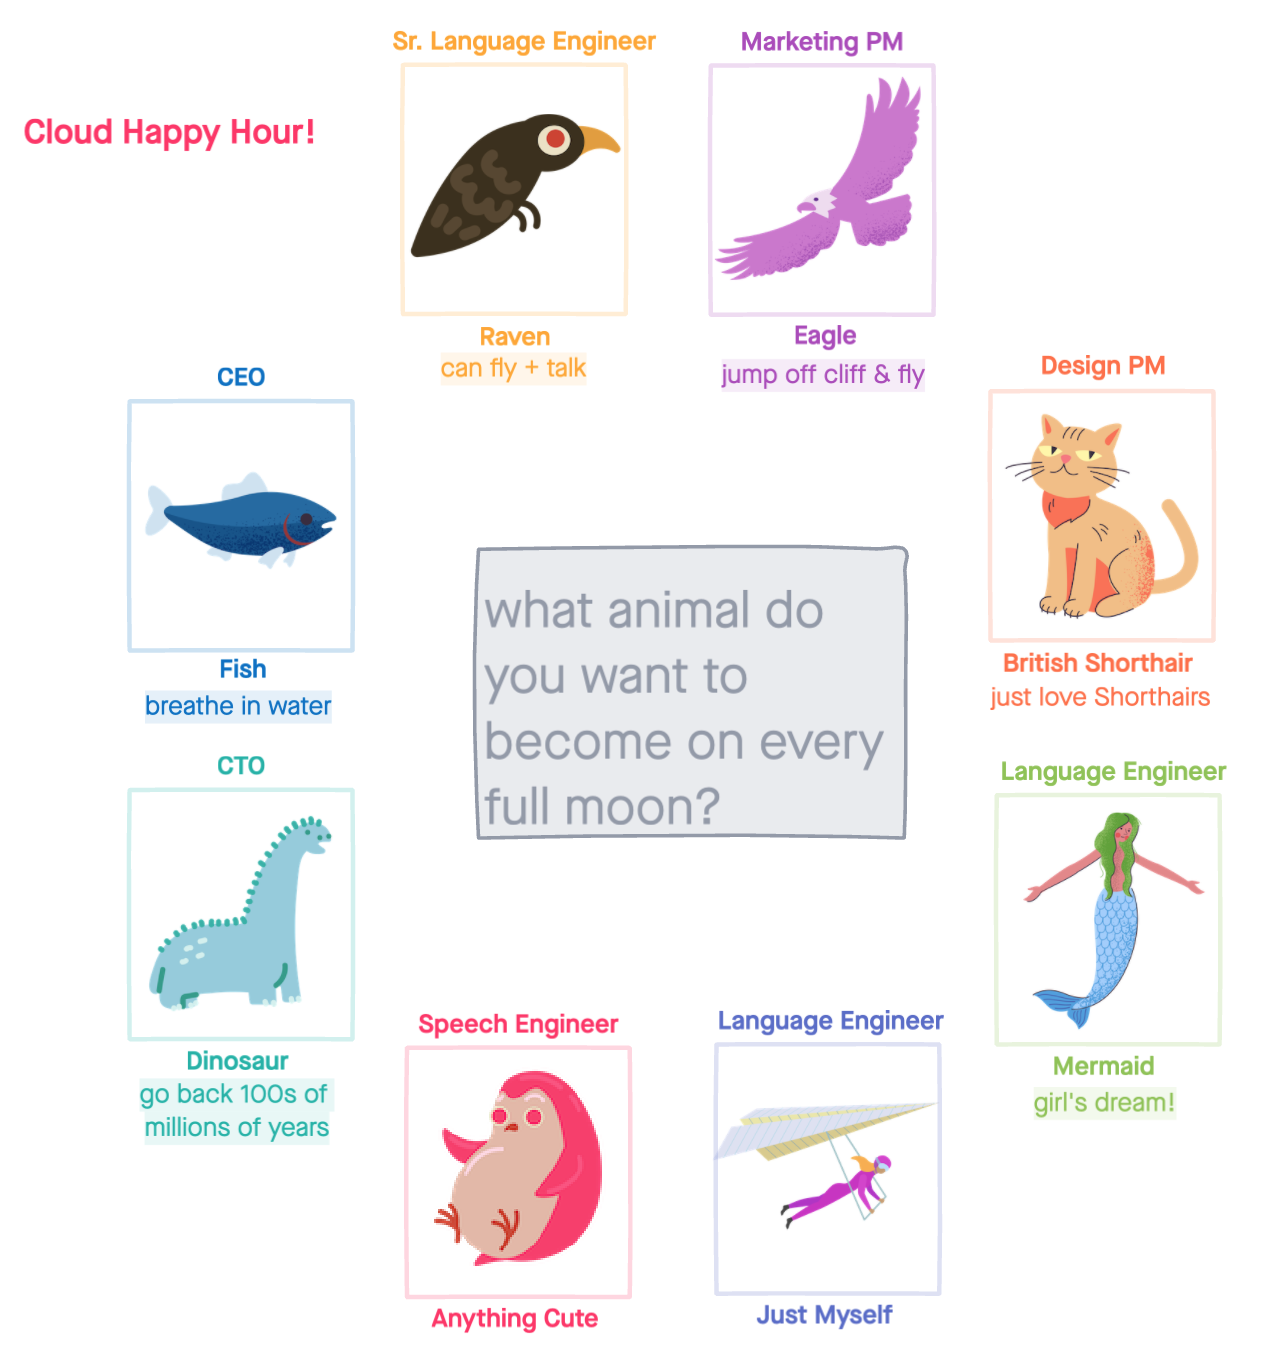 Cloud Happy Hour!
Sr. Language Engineer
Raven
can fly + talk
Marketing PM
Eagle
jump off cliff & fly
CEO
Fish
breathe in water
Design PM
British Shorthair
just love Shorthairs
what animal do
you want to
become on every
full moon?
CTO
Dinosaur
go back 100s of
millions of years
Language Engineer
Mermaid
girl's dream!
Speech Engineer
Anything Cute
Language Engineer
Just Myself